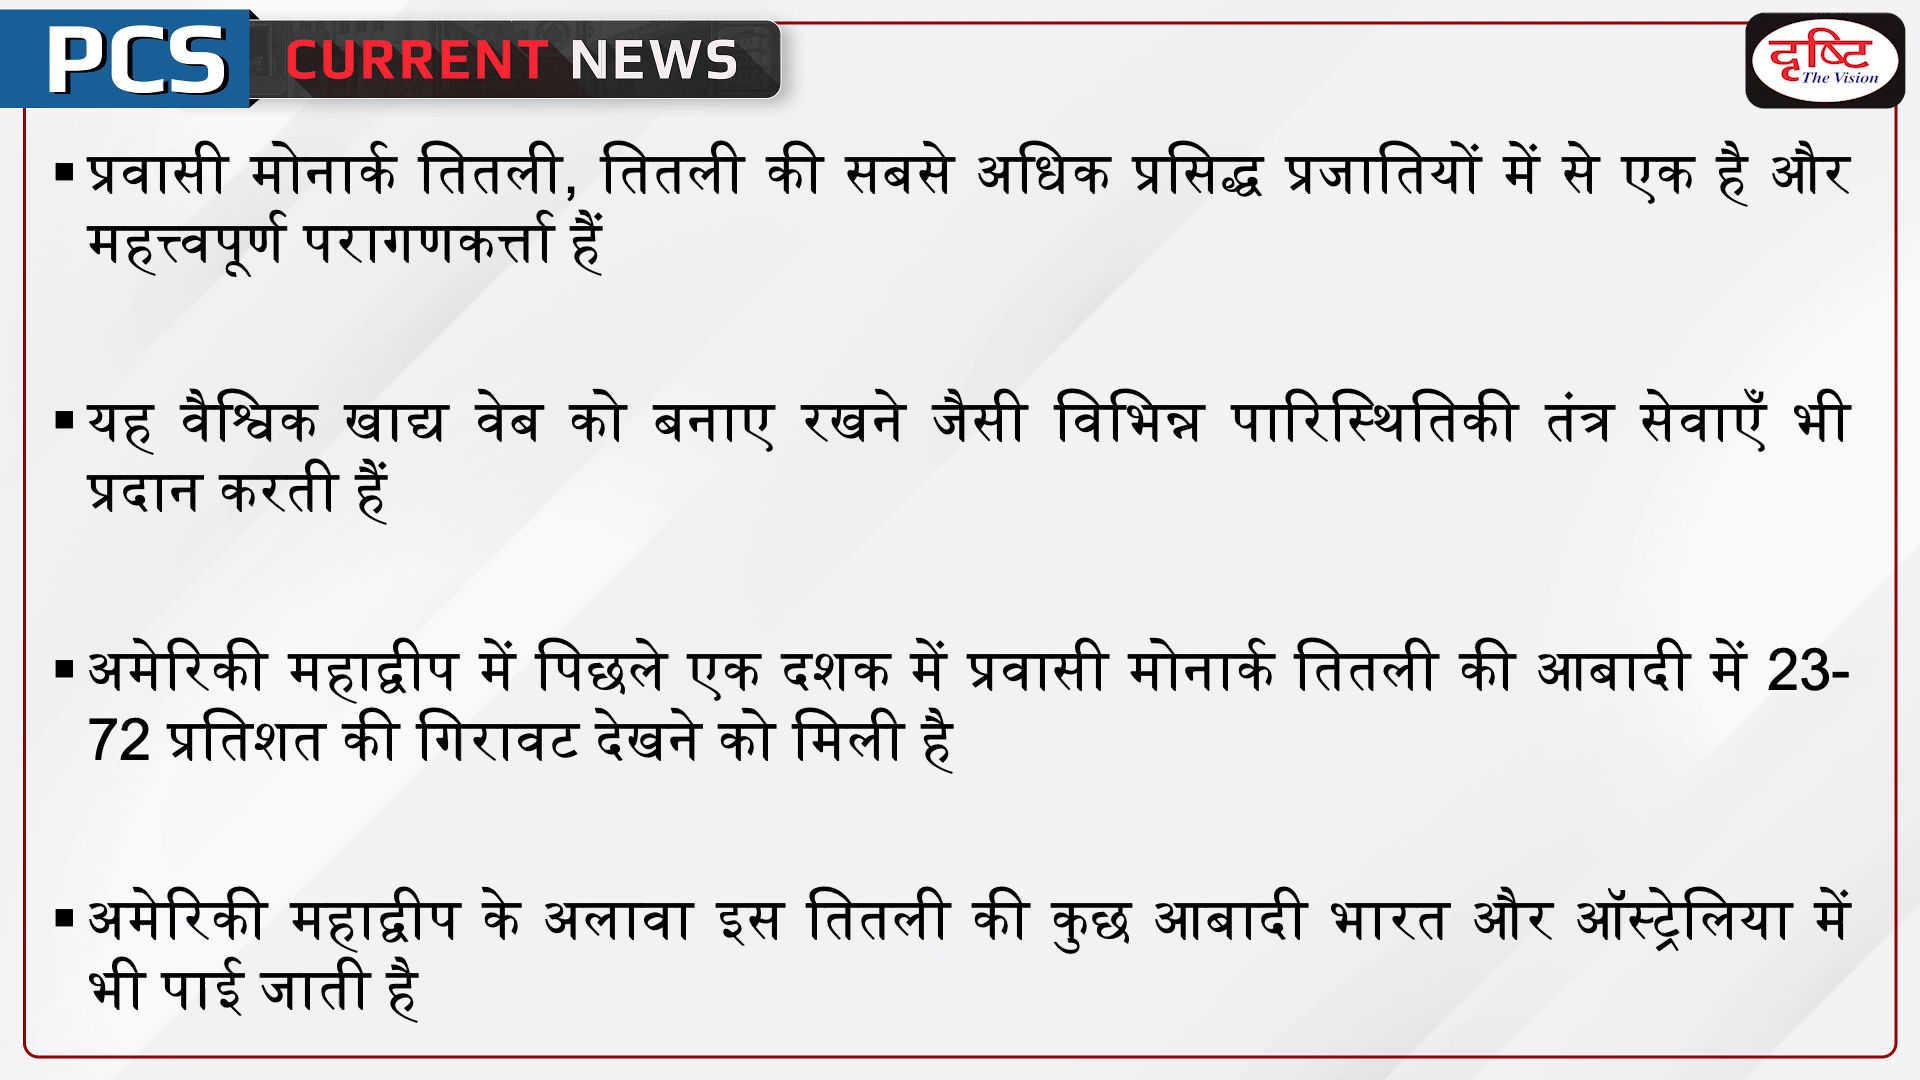 PCS CURRENT NEWS
दृष्टि
The Vision
▪ प्रवासी मोनार्क तितली, तितली की सबसे अधिक प्रसिद्ध प्रजातियों में से एक है और
महत्त्वपूर्ण परागणकर्त्ता हैं
▪ यह वैश्विक खाद्य वेब को बनाए रखने जैसी विभिन्न पारिस्थितिकी तंत्र सेवाएँ भी
प्रदान करती हैं
▪ अमेरिकी महाद्वीप में पिछले एक दशक में प्रवासी मोनार्क तितली की आबादी में 23-
72 प्रतिशत की गिरावट देखने को मिली है
▪ अमेरिकी महाद्वीप के अलावा इस तितली की कुछ आबादी भारत और ऑस्ट्रेलिया में
भी पाई जाती है